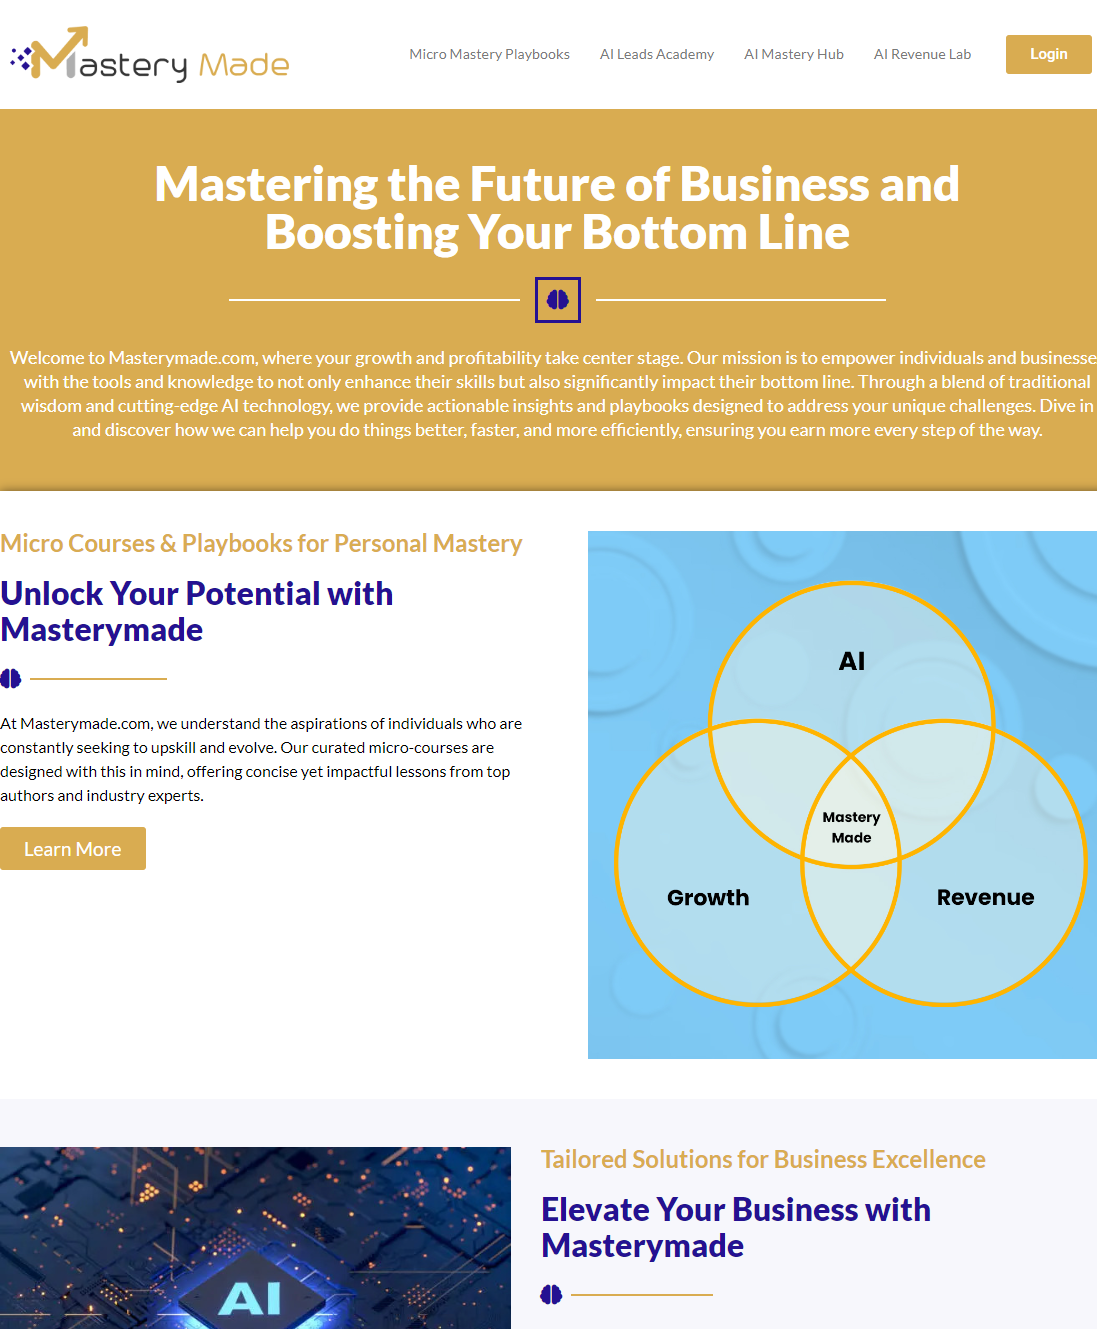 Mastery Made
Micro Mastery Playbooks
AI Leads Academy
AI Mastery Hub
AI Revenue Lab
Login
Mastering the Future of Business and
Boosting Your Bottom Line
Welcome to Masterymade.com, where your growth and profitability take center stage. Our mission is to empower individuals and businesse
with the tools and knowledge to not only enhance their skills but also significantly impact their bottom line. Through a blend of traditional
wisdom and cutting-edge AI technology, we provide actionable insights and playbooks designed to address your unique challenges. Dive in
and discover how we can help you do things better, faster, and more efficiently, ensuring you earn more every step of the way.
Micro Courses & Playbooks for Personal Mastery
Unlock Your Potential with
Masterymade
At Masterymade.com, we understand the aspirations of individuals who are
constantly seeking to upskill and evolve. Our curated micro-courses are
designed with this in mind, offering concise yet impactful lessons from top
authors and industry experts.
Learn More
AI
Mastery
Made
Growth
Revenue
Tailored Solutions for Business Excellence
Elevate Your Business with
Masterymade
AI